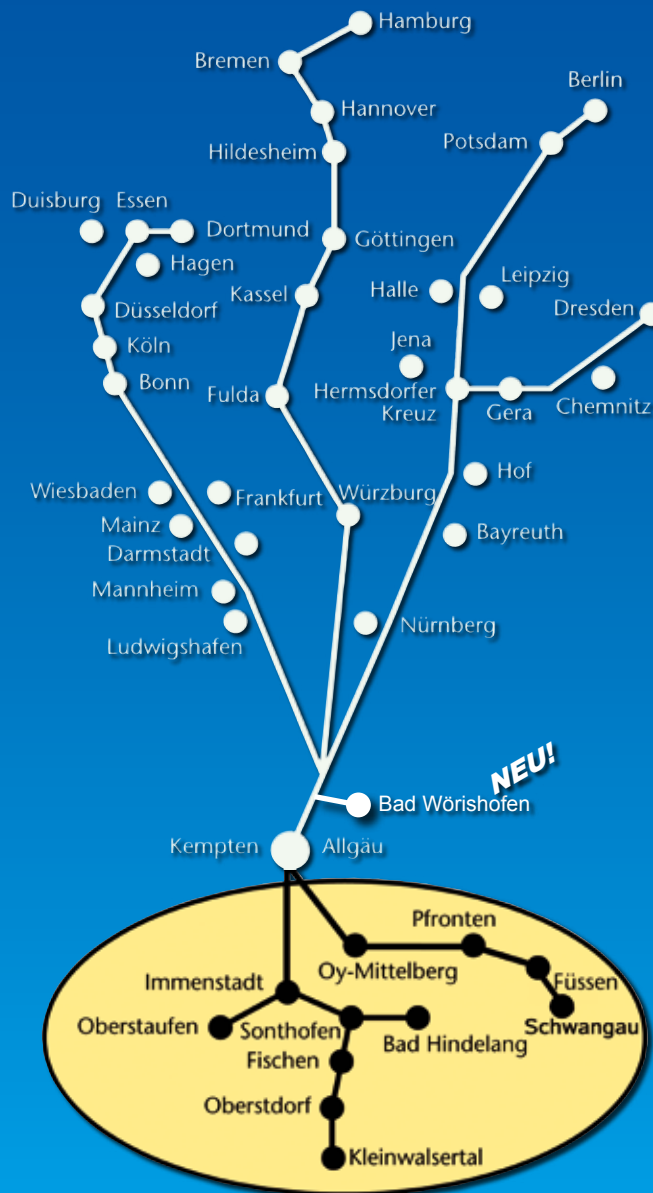 Hamburg
Bremen
Berlin
Hannover
Potsdam
Hildesheim
Duisburg
Essen
Dortmund
Göttingen
Hagen
Halle
Leipzig
Kassel
Düsseldorf
Dresden
Köln
Jena
Bonn
Fulda
Hermsdorfer
Kreuz
Gera
Chemnitz
Hof
Wiesbaden
Frankfurt
Würzburg
Mainz
Bayreuth
Darmstadt
Mannheim
Nürnberg
Ludwigshafen
NEU!
Bad Wörishofen
Kempten
Allgäu
Pfronten
Oy-Mittelberg
Immenstadt
Füssen
Schwangau
Oberstaufen
Sonthofen
Bad Hindelang
Fischen
Oberstdorf
Kleinwalsertal